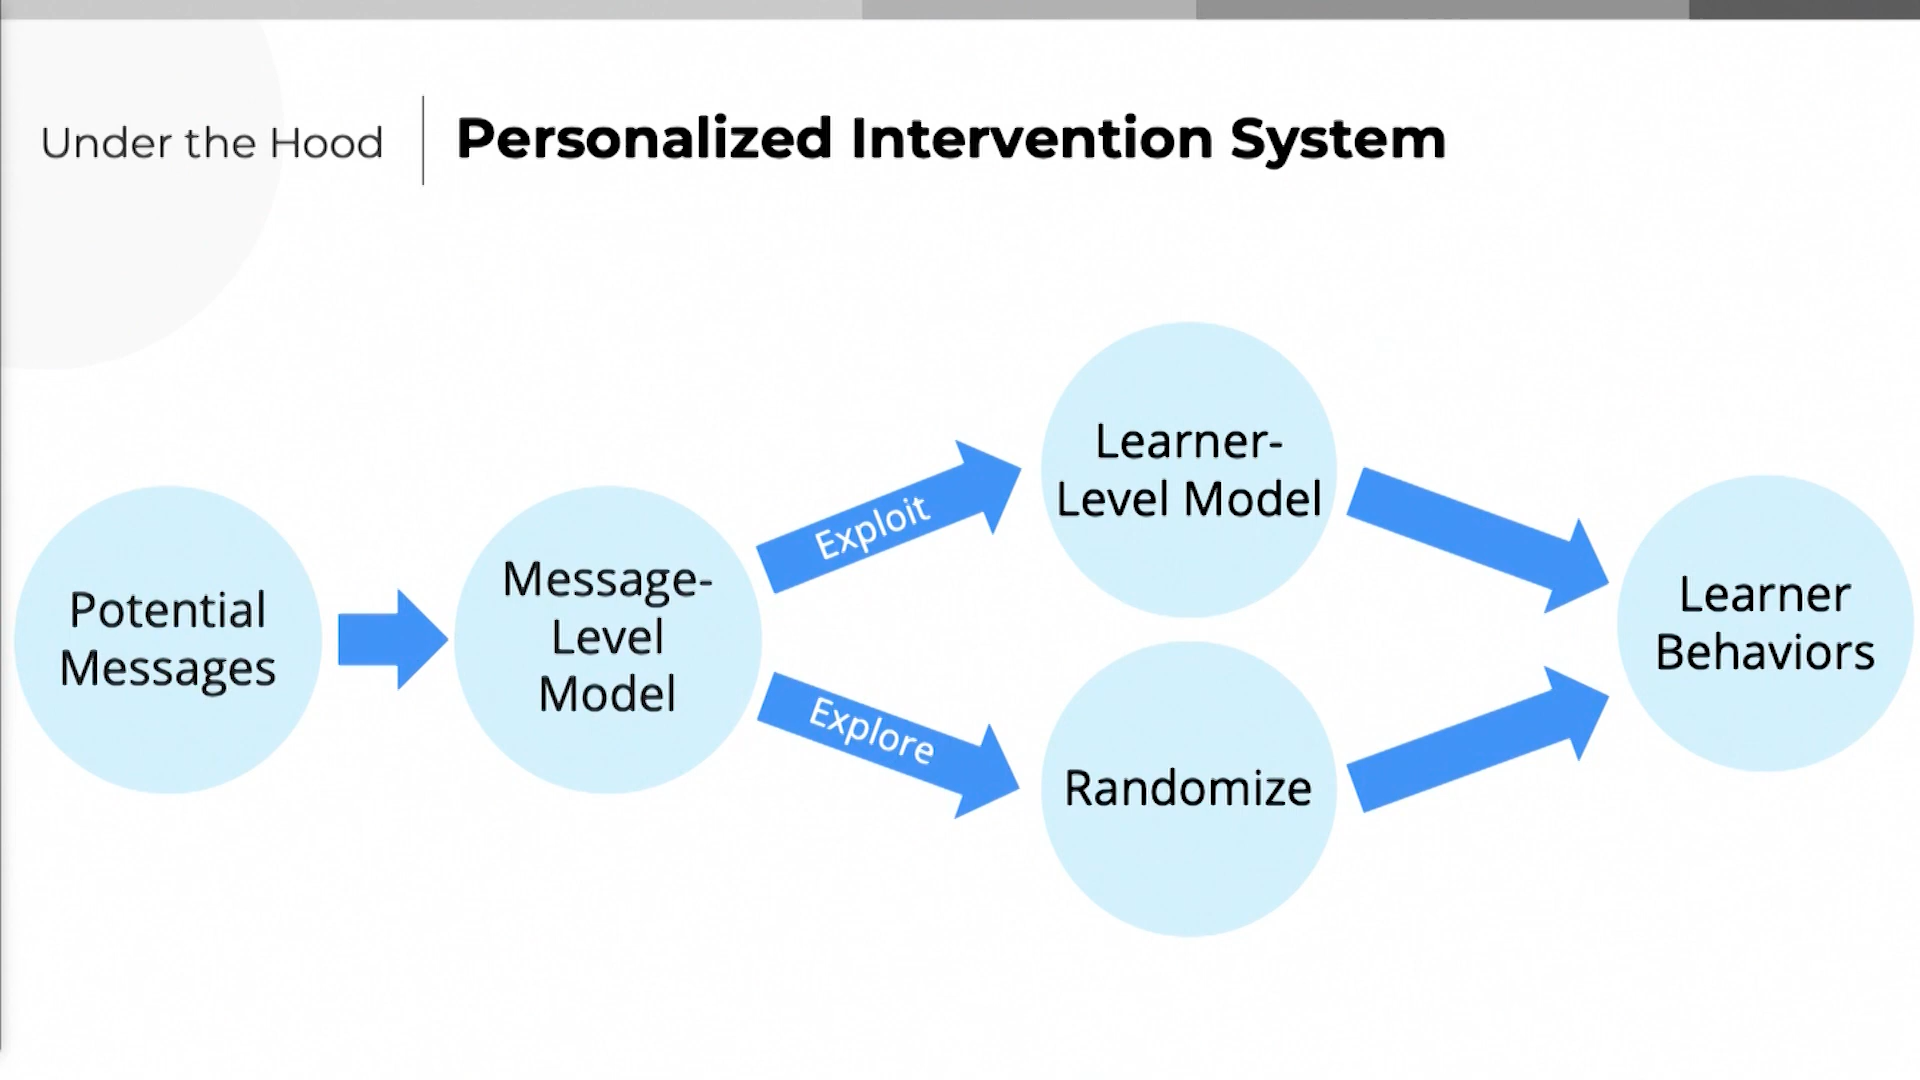 Under the Hood
Personalized Intervention System
Potential
Messages
Message-
Level
Model
Exploit
Explore
Learner-
Level Model
Randomize
Learner
Behaviors